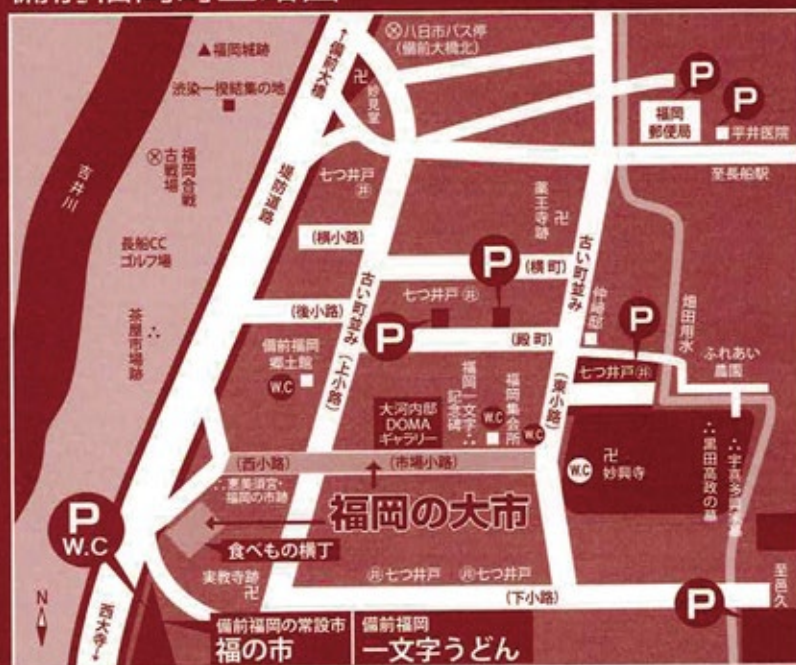 ↑備前大橋
▲福岡城跡
渋染一揆結集の地
吉井川
福岡合戦
古戦場
長船CC
ゴルフ場
茶屋市場跡
堤防道路
八日市バス停
(備前大橋北)
卍妙見堂
P
P
福岡
郵便局
平井医院
至長船駅
七つ井戸㊩
薬王寺跡 卍
(横小路)
古い町並み
(横町)
P
(後小路)
古い町並み
(上小路)
七つ井戸
P
(殿町)
仲﨑邸
P
畑田用水
備前福岡
郷土館
W.C
大河内邸
DOMA
ギャラリー
福岡一文字
記念碑
W.C
福岡集会所
W.C
(東小路)
七つ井戸
ふれあい
農園
(西小路)
(市場小路)
W.C
卍
妙興寺
黒田高政の墓
恵美須宮・
福岡の市跡
福岡の大市
食べもの横丁
P
W.C
実教寺跡
卍
七つ井戸
七つ井戸
(下小路)
P
至邑久
N
西大寺↓
備前福岡の常設市
福の市
備前福岡
一文字うどん